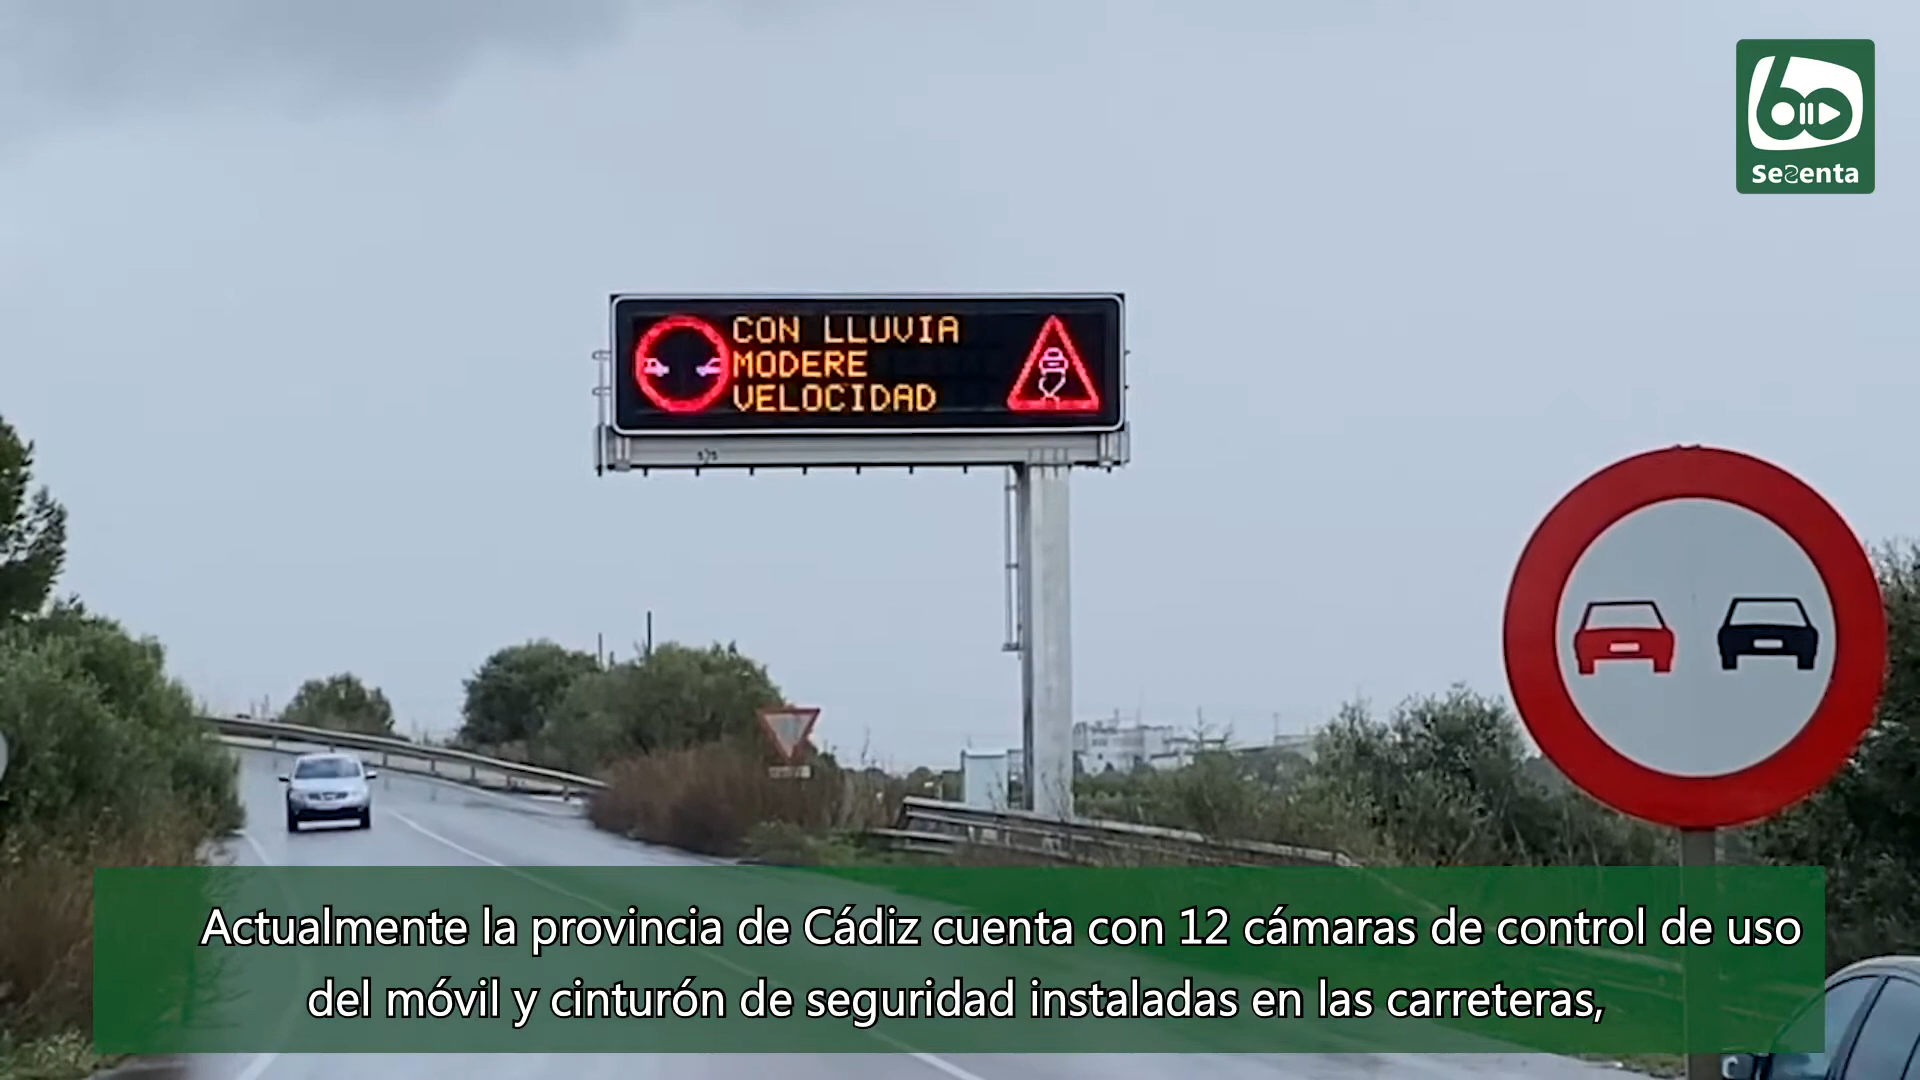 SeSenta
CON LLUVIA
MODERE
VELOCIDAD
Actualmente la provincia de Cádiz cuenta con 12 cámaras de control de uso
del móvil y cinturón de seguridad instaladas en las carreteras,